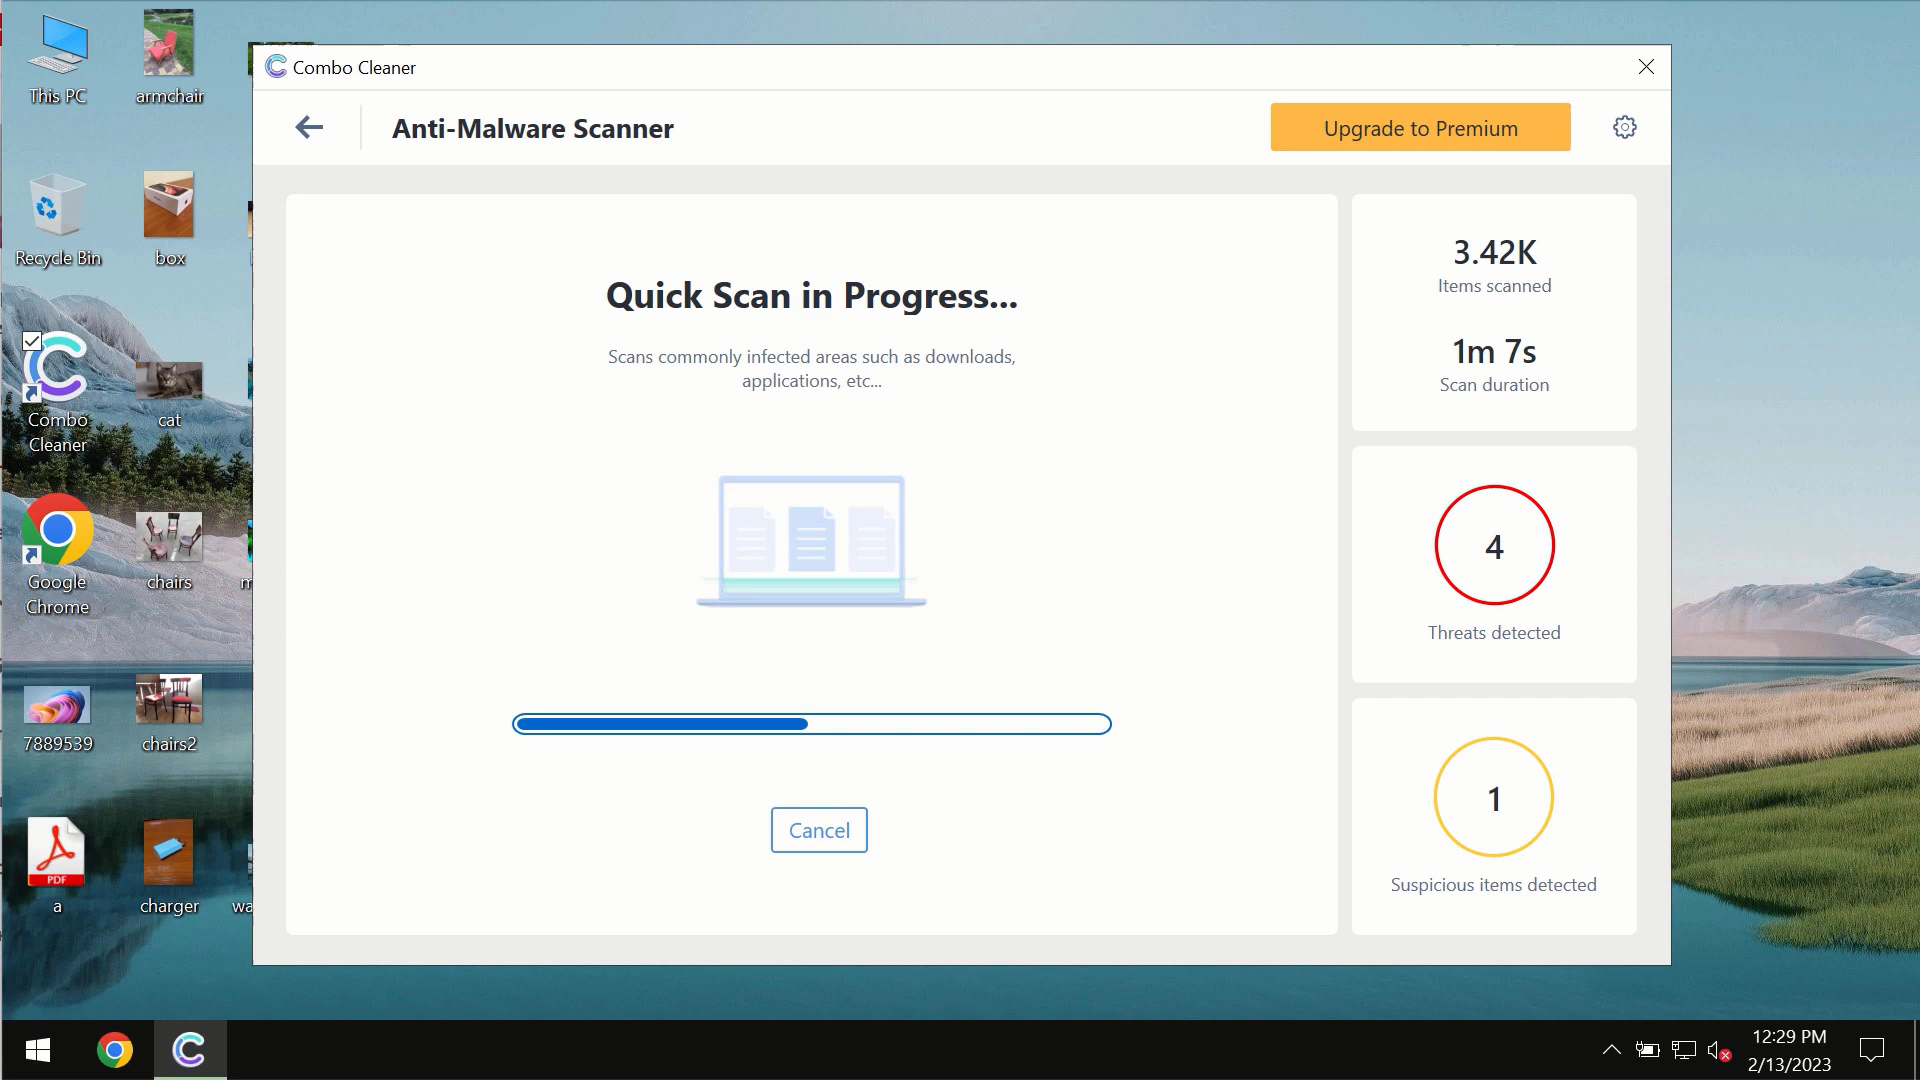 This PC
armchair
Recycle Bin
box
Combo
Cleaner
cat
Google
Chrome
chairs
7889539
chairs2
PDF
a
charger
wa
Combo Cleaner
Anti-Malware Scanner
Upgrade to Premium
Quick Scan in Progress...
Scans commonly infected areas such as downloads,
applications, etc...
Cancel
3.42K
Items scanned
1m 7s
Scan duration
4
Threats detected
1
Suspicious items detected
12:29 PM
2/13/2023